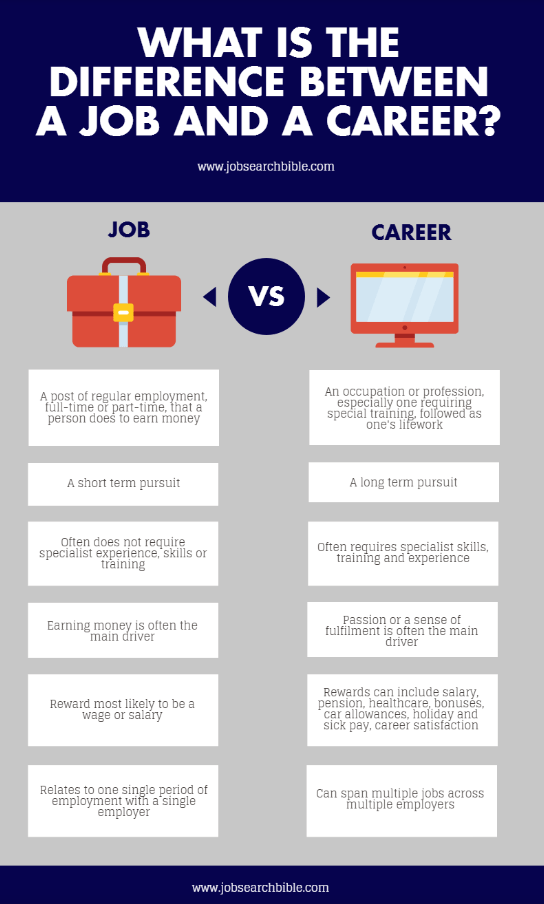 WHAT IS THE
DIFFERENCE BETWEEN
A JOB AND A CAREER?
www.jobsearchbible.com
JOB
CAREER
VS
A post of regular employment,
full-time or part-time, that a
person does to earn money
An occupation or profession,
especially one requiring
special training, followed as
one's lifework
A short term pursuit
A long term pursuit
Often does not require
specialist experience, skills or
training
Often requires specialist skills,
training and experience
Earning money is often the
main driver
Passion or a sense of
fulfilment is often the main
driver
Reward most likely to be a
wage or salary
Rewards can include salary,
pension, healthcare, bonuses,
car allowances, holiday and
sick pay, career satisfaction
Relates to one single period of
employment with a single
employer
Can span multiple jobs across
multiple employers
www.jobsearchbible.com